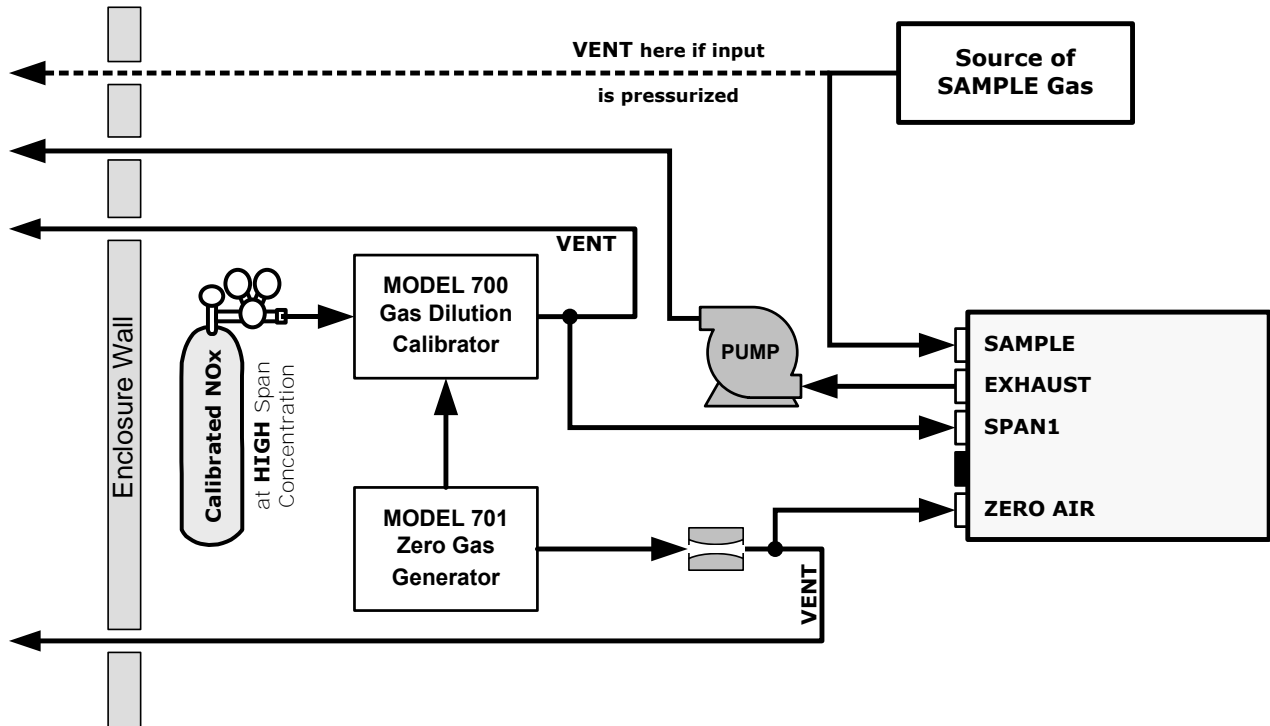 VENT here if input
is pressurized
Source of
SAMPLE Gas
VENT
MODEL 700
Gas Dilution
Calibrator
Enclosure Wall
Calibrated NOx
at HIGH Span
Concentration
PUMP
SAMPLE
EXHAUST
SPAN1
ZERO AIR
MODEL 701
Zero Gas
Generator
VENT